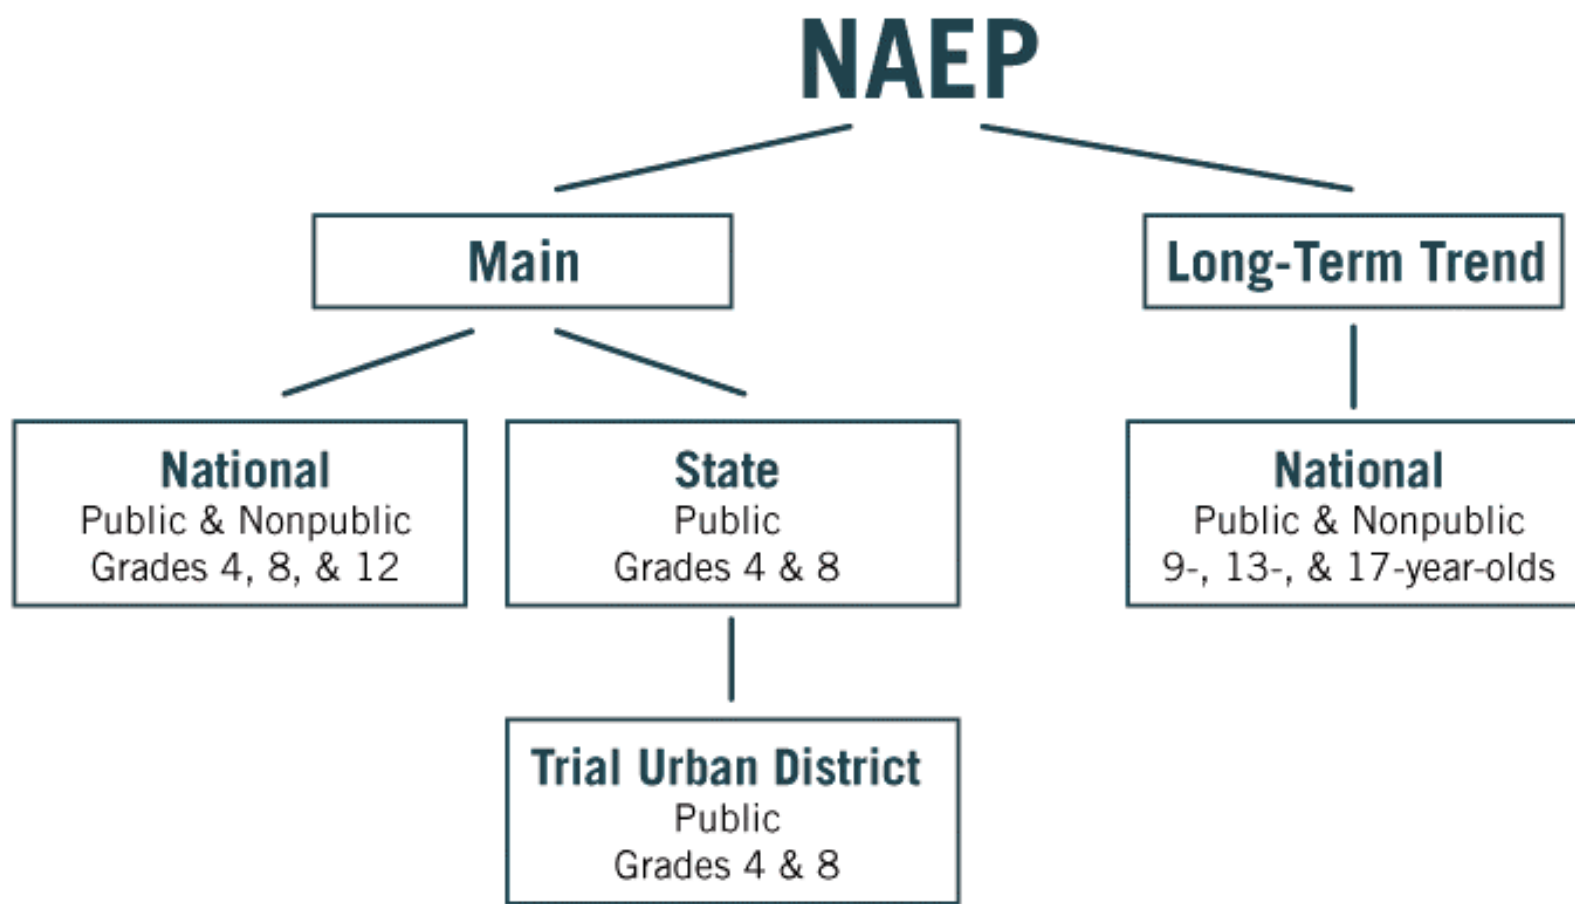 NAEP
Main
Long-Term Trend
National
Public & Nonpublic
Grades 4, 8, & 12
State
Public
Grades 4 & 8
National
Public & Nonpublic
9-, 13-, & 17-year-olds
Trial Urban District
Public
Grades 4 & 8